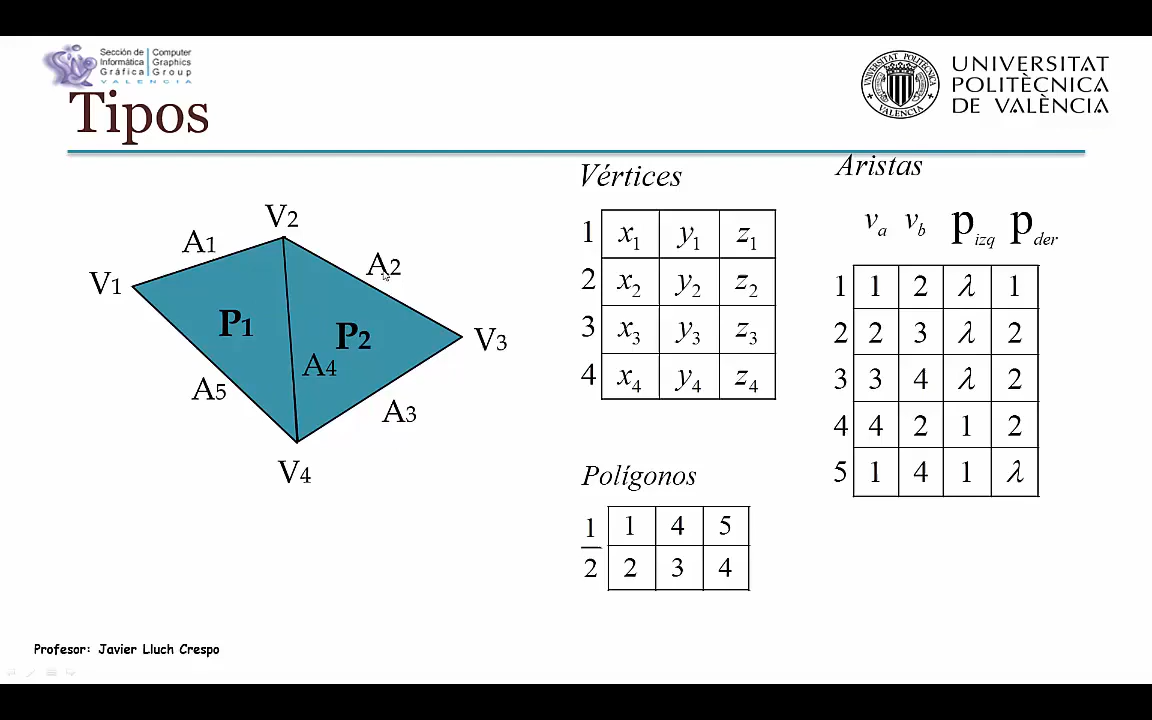 Sección de Informática Gráfica
Computer Graphics Group
VALENCIA
UNIVERSITAT POLITECNICA VALENCIA
UNIVERSITAT
POLITÈCNICA
DE VALÈNCIA
Tipos
V2
A1
A2
V1
P1
P2
V3
A4
A5
A3
V4
Vértices
1 x1 y1 z1
2 x2 y2 z2
3 x3 y3 z3
4 x4 y4 z4
Polígonos
1 1 4 5
2 2 3 4
Aristas
va vb pizq pder
1 1 2 λ 1
2 2 3 λ 2
3 3 4 λ 2
4 4 2 1 2
5 1 4 1 λ
Profesor: Javier Lluch Crespo